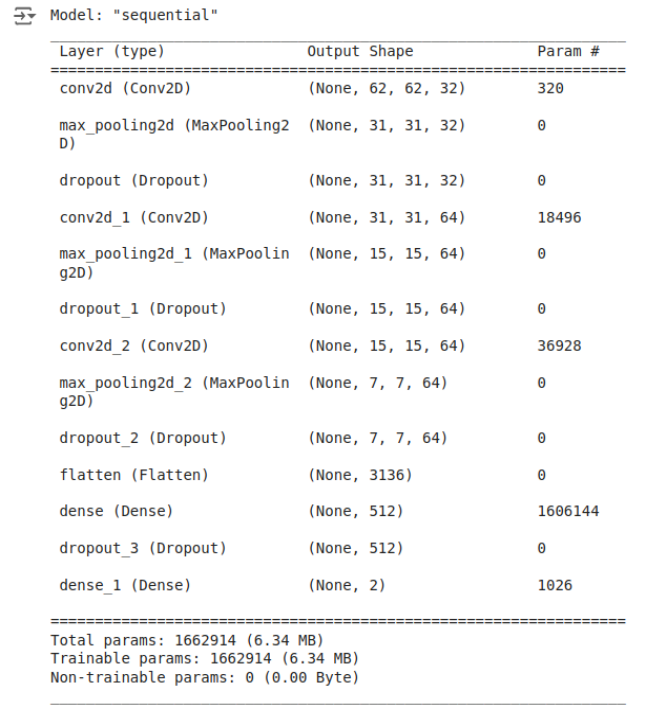 Model: "sequential"
Layer (type) Output Shape Param #
=================================================================
conv2d (Conv2D) (None, 62, 62, 32) 320
max_pooling2d (MaxPooling2 (None, 31, 31, 32) 0
D)
dropout (Dropout) (None, 31, 31, 32) 0
conv2d_1 (Conv2D) (None, 31, 31, 64) 18496
max_pooling2d_1 (MaxPoolin (None, 15, 15, 64) 0
g2D)
dropout_1 (Dropout) (None, 15, 15, 64) 0
conv2d_2 (Conv2D) (None, 15, 15, 64) 36928
max_pooling2d_2 (MaxPoolin (None, 7, 7, 64) 0
g2D)
dropout_2 (Dropout) (None, 7, 7, 64) 0
flatten (Flatten) (None, 3136) 0
dense (Dense) (None, 512) 1606144
dropout_3 (Dropout) (None, 512) 0
dense_1 (Dense) (None, 2) 1026
=================================================================
Total params: 1662914 (6.34 MB)
Trainable params: 1662914 (6.34 MB)
Non-trainable params: 0 (0.00 Byte)